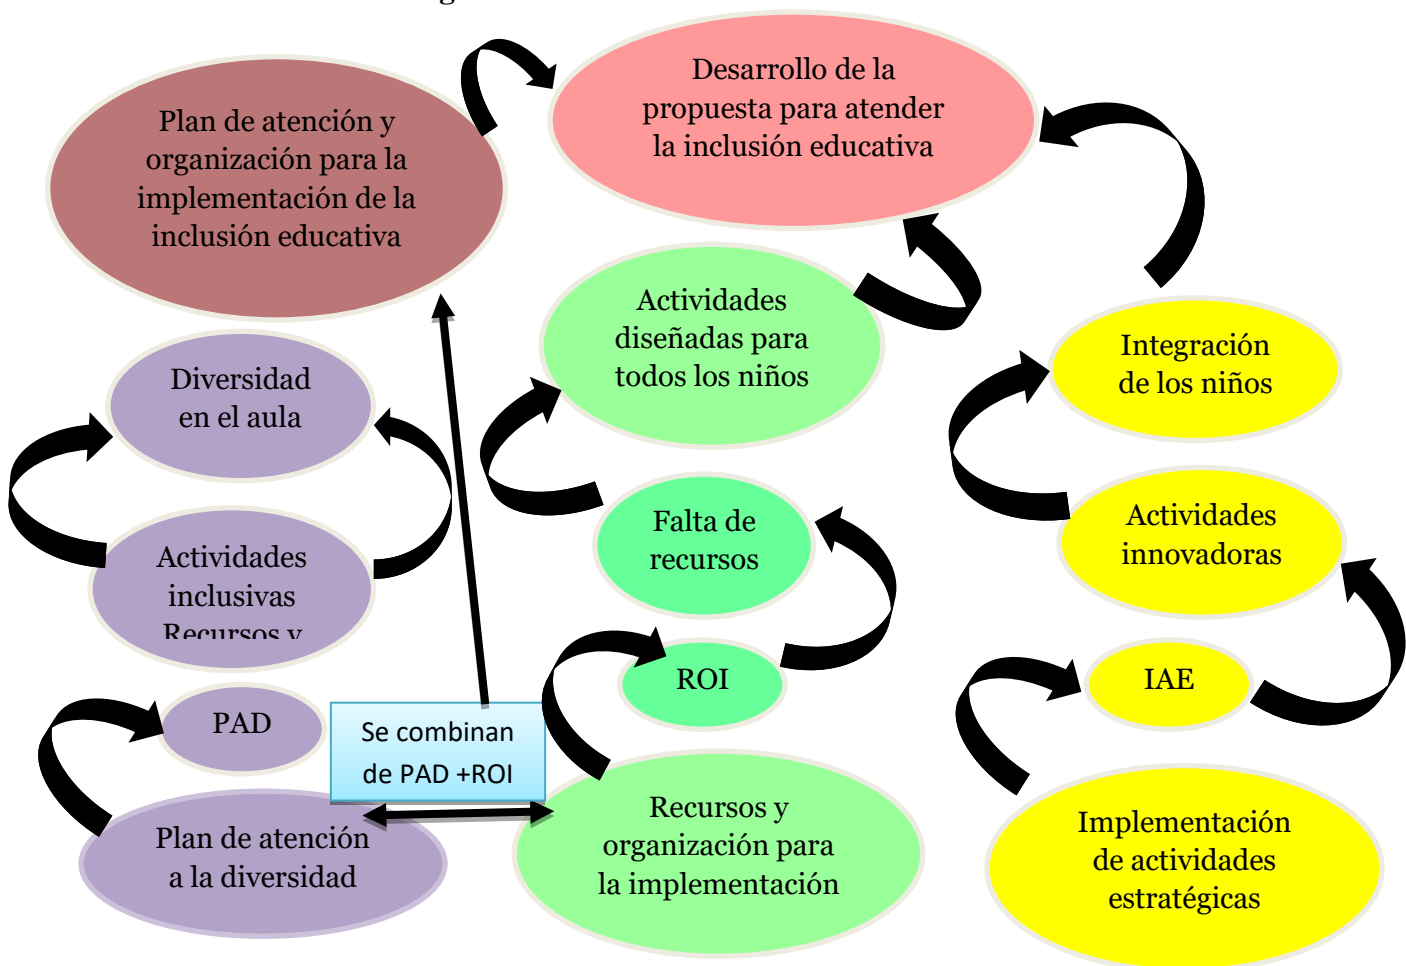 Desarrollo de la
propuesta para atender
la inclusión educativa
Plan de atención y
organización para la
implementación de la
inclusión educativa
Actividades
diseñadas para
todos los niños
Integración
de los niños
Diversidad
en el aula
Falta de
recursos
Actividades
innovadoras
Actividades
inclusivas
Recursos y
ROI
IAE
PAD
Se combinan
de PAD +ROI
Plan de atención
a la diversidad
Recursos y
organización para
la implementación
Implementación
de actividades
estratégicas